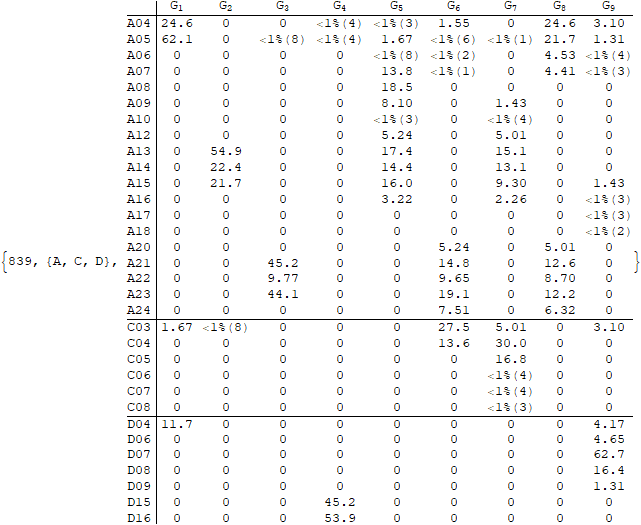 G1 G2 G3 G4 G5 G6 G7 G8 G9
A04 24.6 0 0 <1%(4) <1%(3) 1.55 0 24.6 3.10
A05 62.1 0 <1%(8) <1%(4) 1.67 <1%(6) <1%(1) 21.7 1.31
A06 0 0 0 0 <1%(8) <1%(2) 0 4.53 <1%(4)
A07 0 0 0 0 13.8 <1%(1) 0 4.41 <1%(3)
A08 0 0 0 0 18.5 0 0 0 0
A09 0 0 0 0 8.10 0 1.43 0 0
A10 0 0 0 0 <1%(3) 0 <1%(4) 0 0
A12 0 0 0 0 5.24 0 5.01 0 0
A13 0 54.9 0 0 17.4 0 15.1 0 0
A14 0 22.4 0 0 14.4 0 13.1 0 0
A15 0 21.7 0 0 16.0 0 9.30 0 1.43
A16 0 0 0 0 3.22 0 2.26 0 <1%(3)
A17 0 0 0 0 0 0 0 0 <1%(3)
A18 0 0 0 0 0 0 0 0 <1%(2)
A20 0 0 0 0 0 5.24 0 5.01 0
{839, {A, C, D}, A21 0 0 45.2 0 0 14.8 0 12.6 0 }
A22 0 0 9.77 0 0 9.65 0 8.70 0
A23 0 0 44.1 0 0 19.1 0 12.2 0
A24 0 0 0 0 0 7.51 0 6.32 0
C03 1.67 <1%(8) 0 0 0 27.5 5.01 0 3.10
C04 0 0 0 0 0 13.6 30.0 0 0
C05 0 0 0 0 0 0 16.8 0 0
C06 0 0 0 0 0 0 <1%(4) 0 0
C07 0 0 0 0 0 0 <1%(4) 0 0
C08 0 0 0 0 0 0 <1%(3) 0 0
D04 11.7 0 0 0 0 0 0 0 4.17
D06 0 0 0 0 0 0 0 0 4.65
D07 0 0 0 0 0 0 0 0 62.7
D08 0 0 0 0 0 0 0 0 16.4
D09 0 0 0 0 0 0 0 0 1.31
D15 0 0 0 45.2 0 0 0 0 0
D16 0 0 0 53.9 0 0 0 0 0